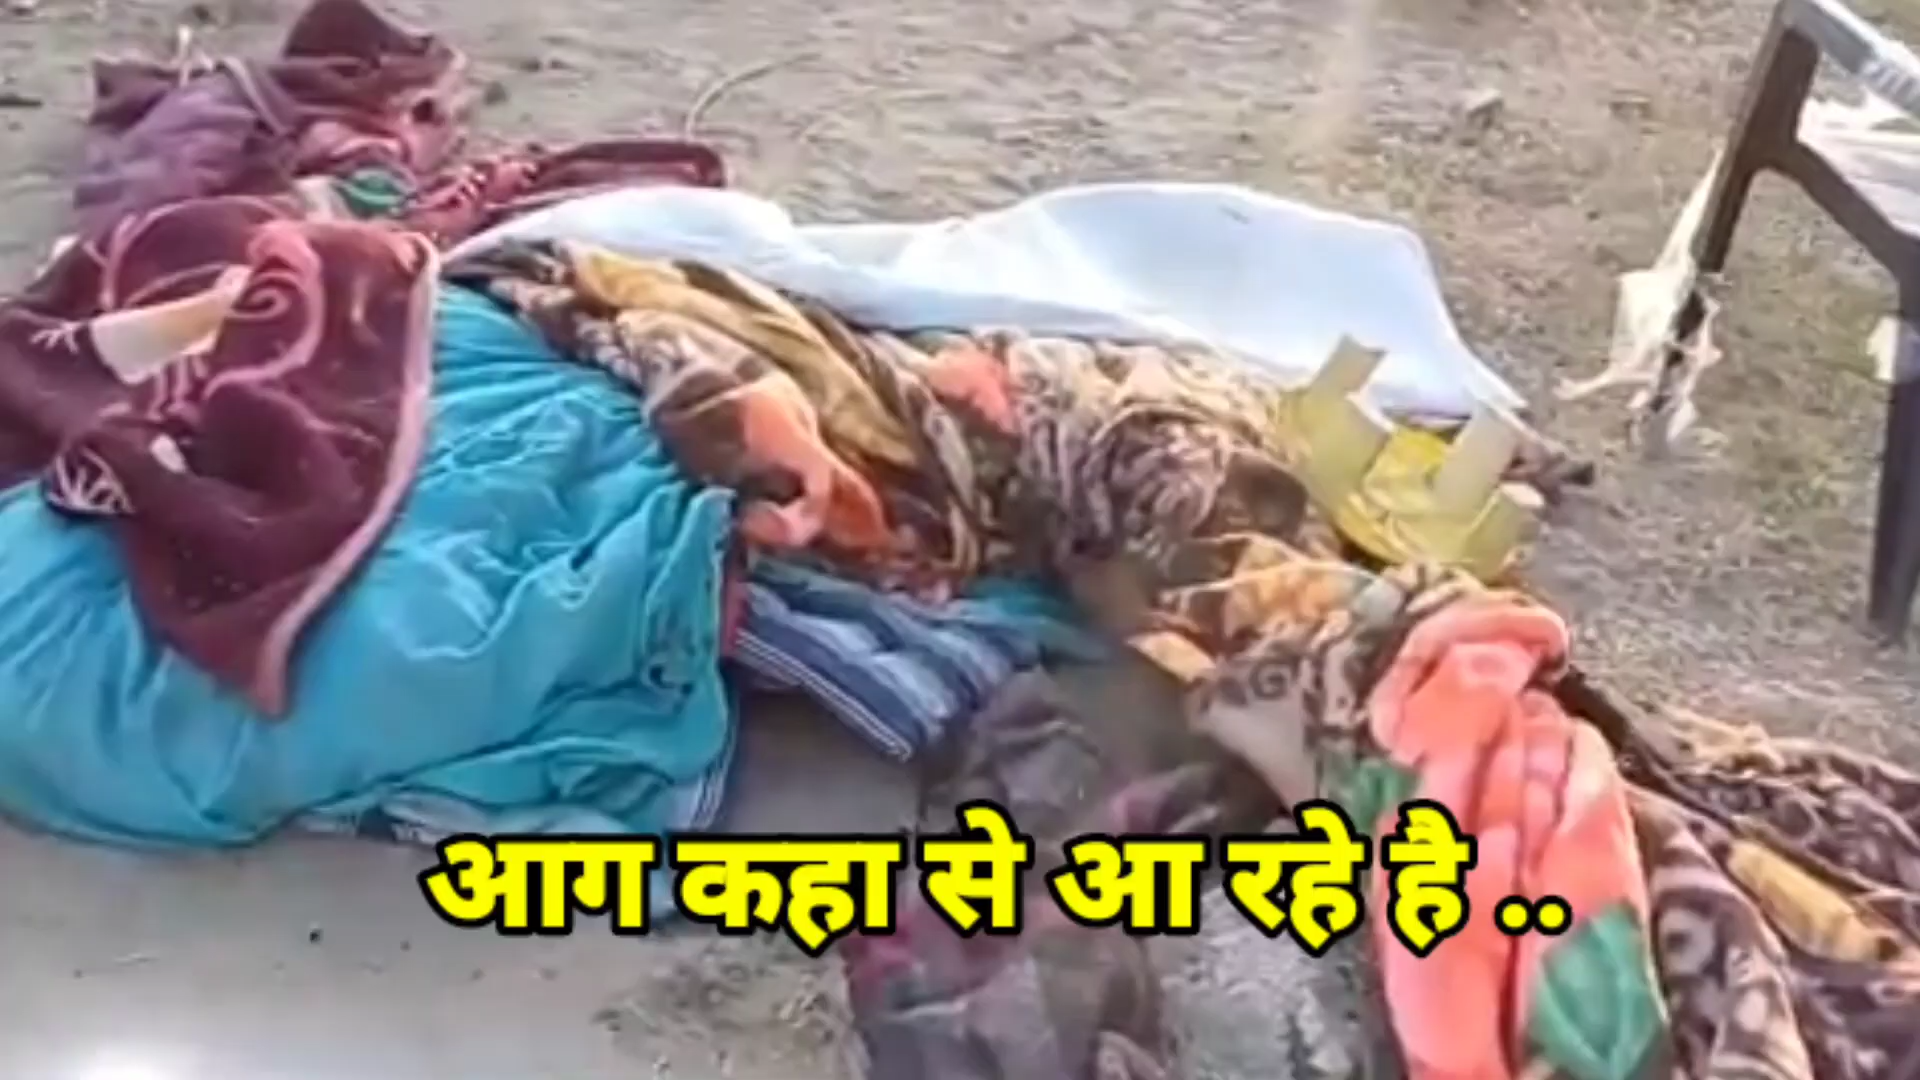 आग कहा से आ रहे है ..